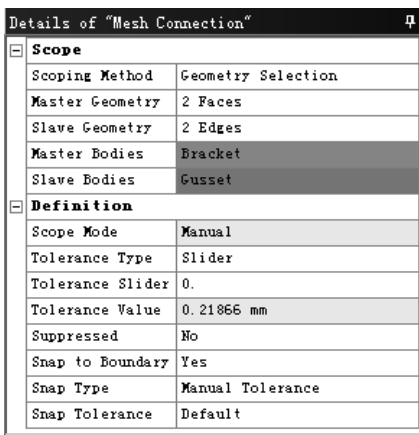 Details of "Mesh Connection"
Scope
Scoping Method Geometry Selection
Master Geometry 2 Faces
Slave Geometry 2 Edges
Master Bodies Bracket
Slave Bodies Gusset
Definition
Scope Mode Manual
Tolerance Type Slider
Tolerance Slider 0.
Tolerance Value 0.21866 mm
Suppressed No
Snap to Boundary Yes
Snap Type Manual Tolerance
Snap Tolerance Default